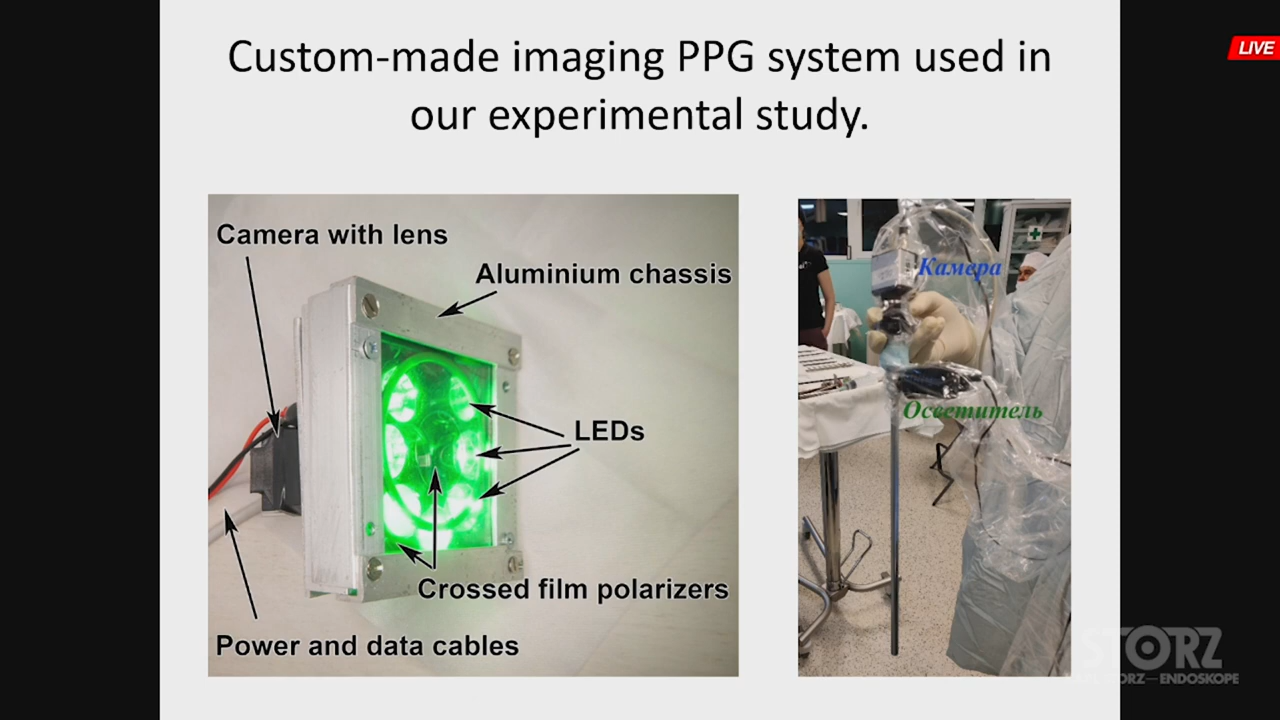 Custom-made imaging PPG system used in
our experimental study.
LIVE
Camera with lens
Aluminium chassis
LEDs
Crossed film polarizers
Power and data cables
Камера
Осветитель
STORZ
STORZ—ENDOSKOPE